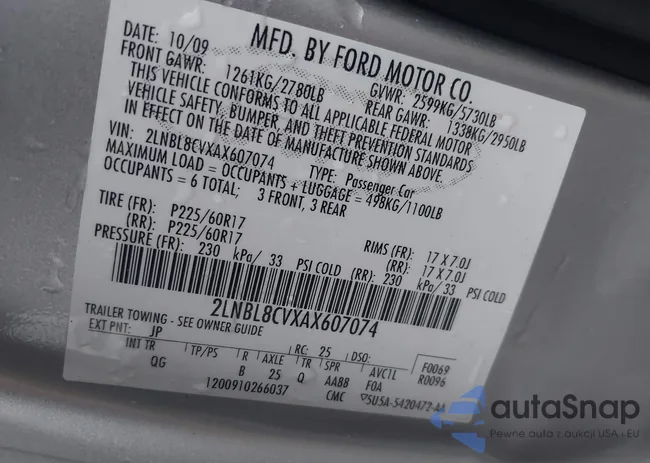 MFD. BY FORD MOTOR CO.
DATE: 10/09
GVWR: 2599KG/5730LB
FRONT GAWR: 1261KG/2780LB
REAR GAWR: 1338KG/2950LB
THIS VEHICLE CONFORMS TO ALL APPLICABLE FEDERAL MOTOR
VEHICLE SAFETY, BUMPER, AND THEFT PREVENTION STANDARDS
IN EFFECT ON THE DATE OF MANUFACTURE SHOWN ABOVE.
VIN: 2LNBL8CVXAX607074
TYPE: Passenger Car
MAXIMUM LOAD = OCCUPANTS + LUGGAGE = 498KG/1100LB
OCCUPANTS = 6 TOTAL; 3 FRONT, 3 REAR
TIRE (FR): P225/60R17 RIMS (FR): 17 X 7.0J
(RR): P225/60R17 (RR): 17 X 7.0J
PRESSURE (FR): 230 kPa/ 33 PSI COLD (RR): 230 kPa/ 33 PSI COLD
2LNBL8CVXAX607074
TRAILER TOWING - SEE OWNER GUIDE
EXT PNT: JP RC: 25 DSO: F0069
INT TR TP/PS R AXLE TR SPR AVCTL R0096
QG B 25 Q AA88 FOA
1200910266037 CMC 5U5A-5420472-AA
autaSnap
Pewne auta z aukcji USA - EU